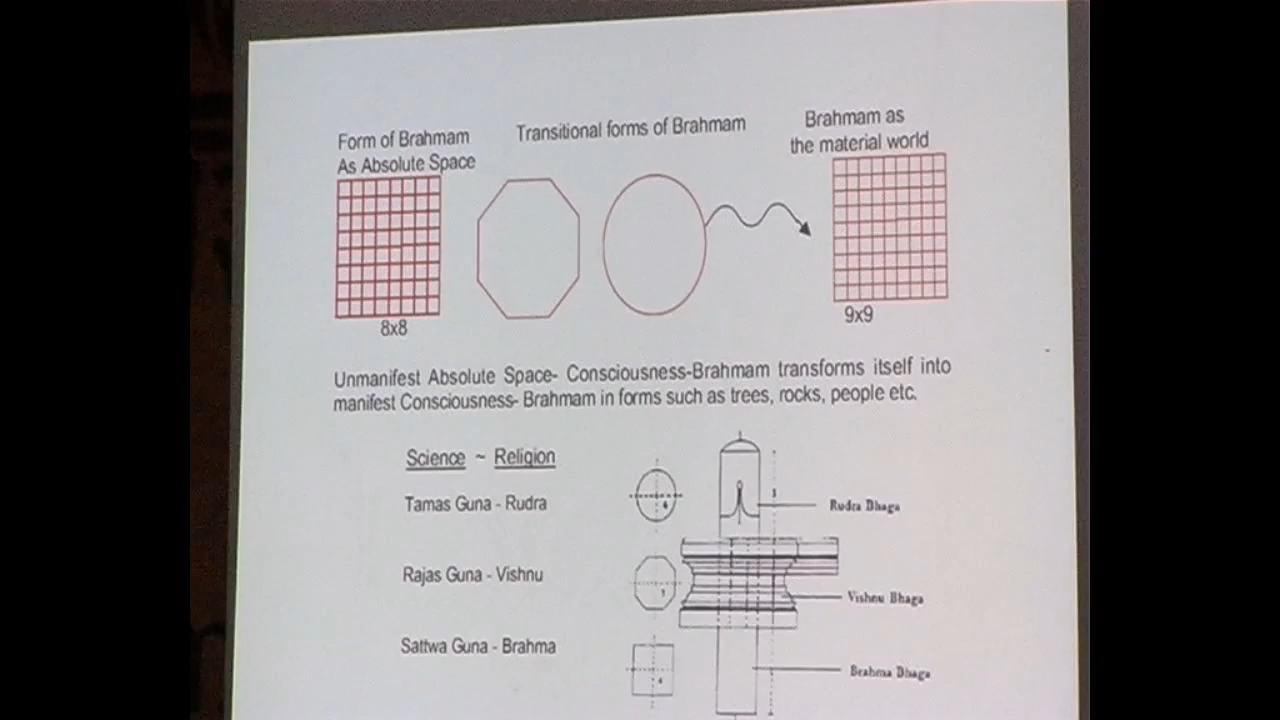 Form of Brahmam
As Absolute Space
Transitional forms of Brahmam
Brahmam as
the material world
8x8
9x9
Unmanifest Absolute Space- Consciousness-Brahmam transforms itself into
manifest Consciousness- Brahmam in forms such as trees, rocks, people etc.
Science ~ Religion
Tamas Guna - Rudra
Rudra Bhaga
Rajas Guna - Vishnu
Vishnu Bhaga
Sattwa Guna - Brahma
Brahma Bhaga